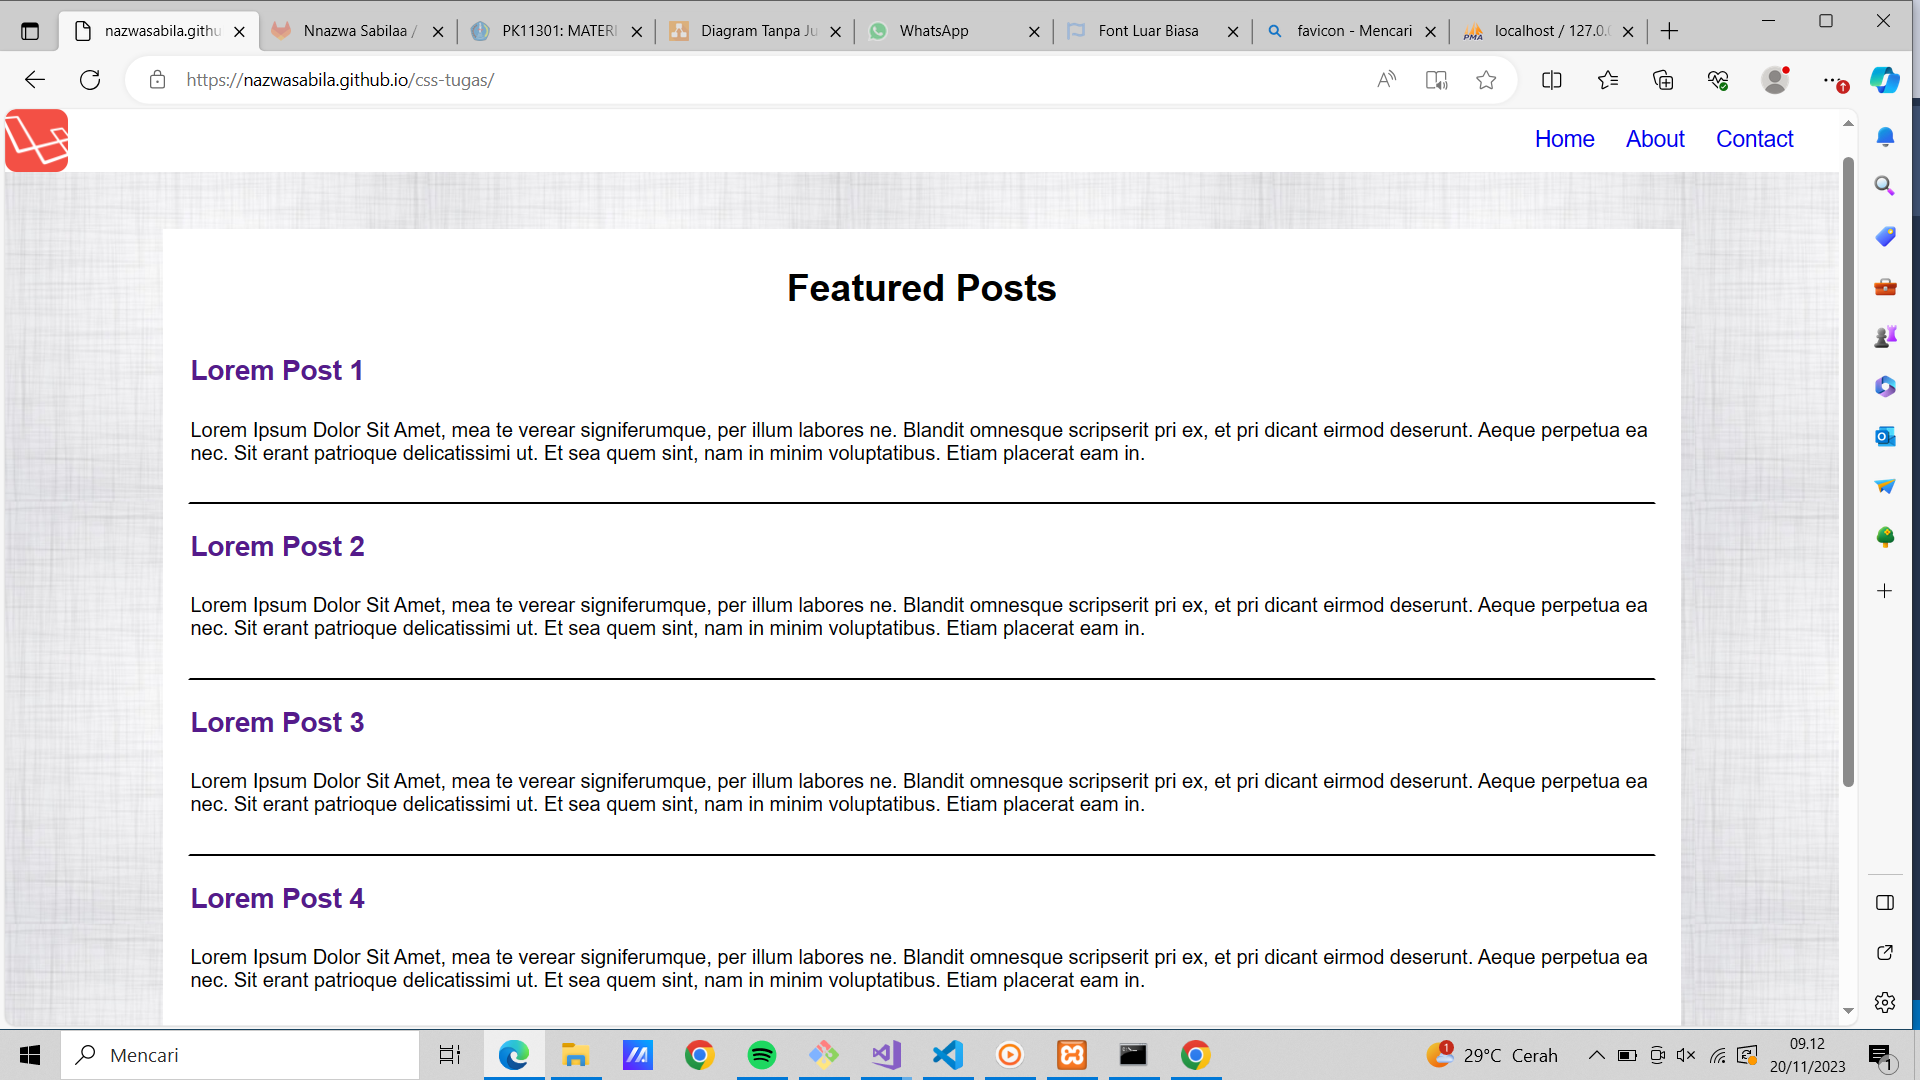 nazwasabila.githu
Nnazwa Sabilaa /
PK11301: MATERI
Diagram Tanpa Ju
WhatsApp
Font Luar Biasa
favicon - Mencari
localhost / 127.0.0
https://nazwasabila.github.io/css-tugas/
Home About Contact
Featured Posts
Lorem Post 1
Lorem Ipsum Dolor Sit Amet, mea te verear signiferumque, per illum labores ne. Blandit omnesque scripserit pri ex, et pri dicant eirmod deserunt. Aeque perpetua ea
nec. Sit erant patrioque delicatissimi ut. Et sea quem sint, nam in minim voluptatibus. Etiam placerat eam in.
Lorem Post 2
Lorem Ipsum Dolor Sit Amet, mea te verear signiferumque, per illum labores ne. Blandit omnesque scripserit pri ex, et pri dicant eirmod deserunt. Aeque perpetua ea
nec. Sit erant patrioque delicatissimi ut. Et sea quem sint, nam in minim voluptatibus. Etiam placerat eam in.
Lorem Post 3
Lorem Ipsum Dolor Sit Amet, mea te verear signiferumque, per illum labores ne. Blandit omnesque scripserit pri ex, et pri dicant eirmod deserunt. Aeque perpetua ea
nec. Sit erant patrioque delicatissimi ut. Et sea quem sint, nam in minim voluptatibus. Etiam placerat eam in.
Lorem Post 4
Lorem Ipsum Dolor Sit Amet, mea te verear signiferumque, per illum labores ne. Blandit omnesque scripserit pri ex, et pri dicant eirmod deserunt. Aeque perpetua ea
nec. Sit erant patrioque delicatissimi ut. Et sea quem sint, nam in minim voluptatibus. Etiam placerat eam in.
Mencari
1
29°C Cerah
09.12
20/11/2023
1